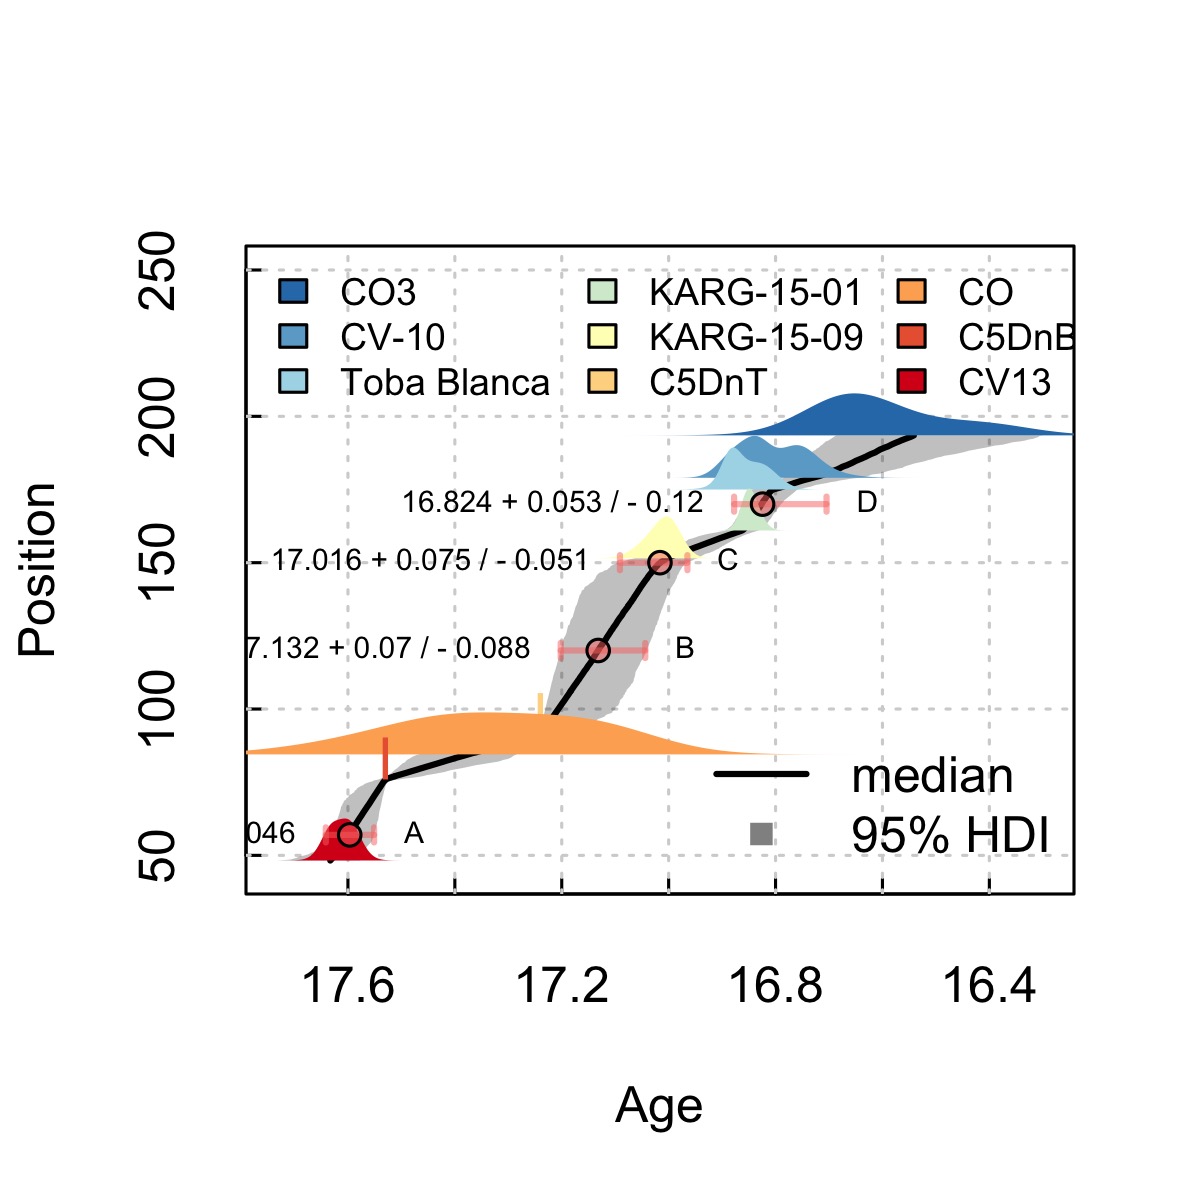 250
200
150
100
50
Position
CO3
CV-10
Toba Blanca
KARG-15-01
KARG-15-09
C5DnT
CO
C5DnB
CV13
16.824 + 0.053 / - 0.12 D
17.016 + 0.075 / - 0.051 C
7.132 + 0.07 / - 0.088 B
046 A
median
95% HDI
17.6 17.2 16.8 16.4
Age